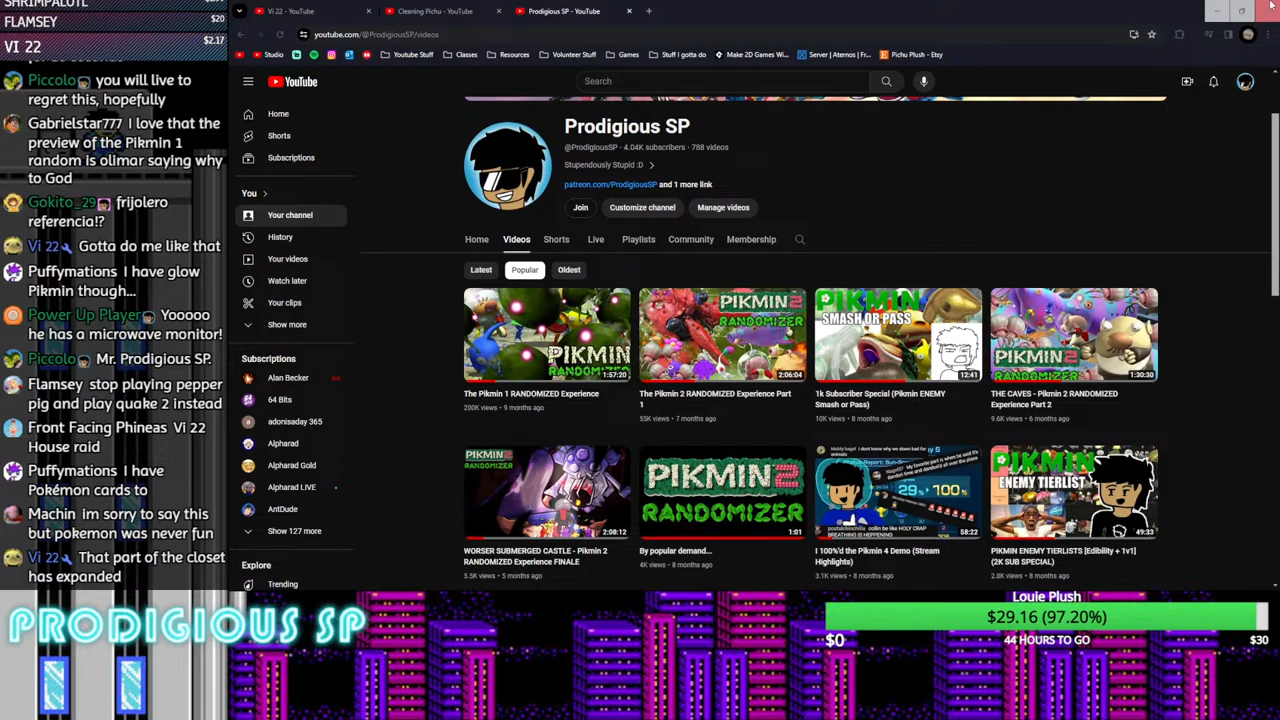 SHRIMPALOTL
FLAMSEY $20
VI 22 $2.17
Piccolo you will live to
regret this, hopefully
Gabrielstar777 I love that the
preview of the Pikmin 1
random is olimar saying why
to God
Gokito_29 frijolero
referencia!?
Vi 22 Gotta do me like that
Puffymations I have glow
Pikmin though...
Power Up Player Yooooo
he has a microwave monitor!
Piccolo Mr. Prodigious SP.
Flamsey stop playing pepper
pig and play quake 2 instead
Front Facing Phineas Vi 22
House raid
Puffymations I have
Pokémon cards to
Machin im sorry to say this
but pokemon was never fun
Vi 22 That part of the closet
has expanded
PRODIGIOUS SP
Vi 22 - YouTube
Cleaning Pichu - YouTube
Prodigious SP - YouTube
youtube.com/@ProdigiousSP/videos
Studio
Youtube Stuff
Classes
Resources
Volunteer Stuff
Games
Stuff I gotta do
Make 2D Games Wi...
Server | Aternos | Fr...
Pichu Plush - Etsy
YouTube
Search
Home
Shorts
Subscriptions
You
Your channel
History
Your videos
Watch later
Your clips
Show more
Subscriptions
Alan Becker
64 Bits
adonisaday 365
Alpharad
Alpharad Gold
Alpharad LIVE
AntDude
Show 127 more
Explore
Trending
Prodigious SP
@ProdigiousSP · 4.04K subscribers · 788 videos
Stupendously Stupid :D
patreon.com/ProdigiousSP and 1 more link
Join
Customize channel
Manage videos
Home
Videos
Shorts
Live
Playlists
Community
Membership
Latest
Popular
Oldest
PIKMIN
RANDOMIZER
1:57:20
The Pikmin 1 RANDOMIZED Experience
200K views · 9 months ago
PIKMIN 2
RANDOMIZER
2:06:04
The Pikmin 2 RANDOMIZED Experience Part
1
55K views · 7 months ago
PIKMIN
SMASH OR PASS
12:41
1k Subscriber Special (Pikmin ENEMY
Smash or Pass)
10K views · 8 months ago
PIKMIN 2
RANDOMIZER
1:30:30
THE CAVES - Pikmin 2 RANDOMIZED
Experience Part 2
9.6K views · 6 months ago
PIKMIN 2
RANDOMIZER
2:08:12
WORSER SUBMERGED CASTLE - Pikmin 2
RANDOMIZED Experience FINALE
5.5K views · 5 months ago
PIKMIN 2
RANDOMIZER
1:01
By popular demand...
4K views · 8 months ago
29% 100%
58:22
I 100%'d the Pikmin 4 Demo (Stream
Highlights)
3.1K views · 8 months ago
PIKMIN
ENEMY TIERLIST
49:33
PIKMIN ENEMY TIERLISTS [Edibility + 1v1]
(2K SUB SPECIAL)
2.8K views · 8 months ago
Louie Plush
$29.16 (97.20%)
$0
44 HOURS TO GO
$30